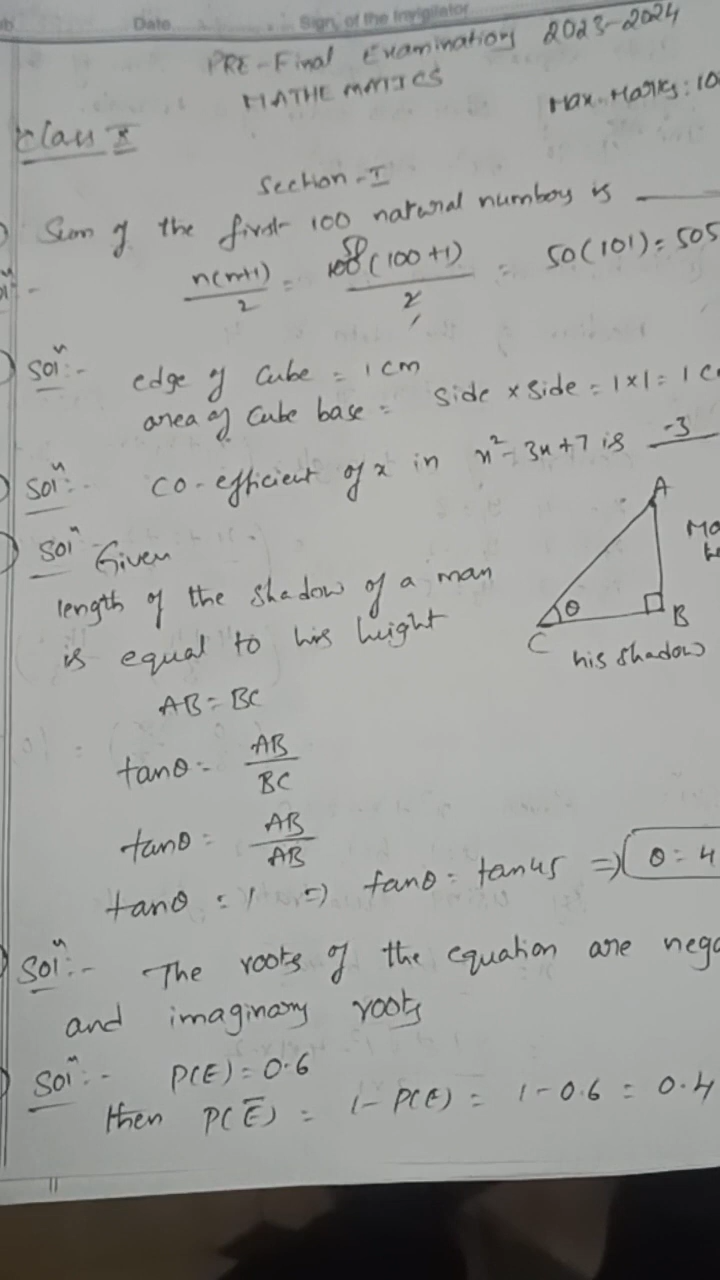 Date Sign. of the Invigilator
PRE-Final Examination 2023-2024
MATHEMATICS
Class X Max. Marks: 10
Section-I
Sum of the first 100 natural numbers is ____
n(n+1)/2 = 100 50 (100+1)/2 = 50(101) = 505
Solⁿ:- edge of Cube = 1 cm
area of Cube base = Side × Side = 1×1 = 1 c
Solⁿ:- Co-efficient of x in x²-3x+7 is -3
Solⁿ Given
length of the shadow of a man
is equal to his height
A
B
C
θ
his shadow
AB = BC
tanθ = AB/BC
tanθ = AB/AB
tanθ = 1 => tanθ = tan45 => θ = 4
Solⁿ:- The roots of the equation are nega
and imaginary roots
Solⁿ:- P(E) = 0.6
then P(E̅) = 1 - P(E) = 1 - 0.6 = 0.4